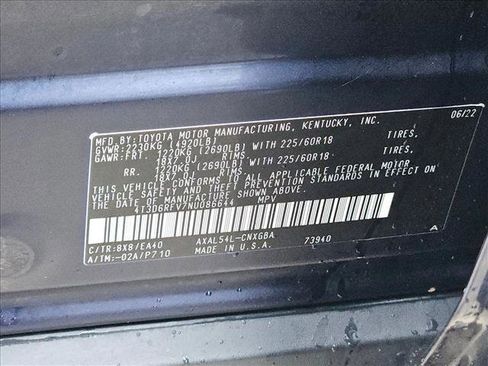 MFD.BY:TOYOTA MOTOR MANUFACTURING, KENTUCKY, INC. 06/22
GVWR:2230KG (4920LB)
GAWR:FRT. 1220KG (2690LB) WITH 225/60R18 TIRES,
18X7.0J RIMS.
RR. 1220KG (2690LB) WITH 225/60R18 TIRES,
18X7.0J RIMS.
THIS VEHICLE CONFORMS TO ALL APPLICABLE FEDERAL MOTOR
VEHICLE SAFETY AND BUMPER STANDARDS IN EFFECT ON
THE DATE OF MANUFACTURE SHOWN ABOVE.
4T3D6RFV2NU086644 MPV
C/TR:8X8/EA40 AXAL54L-CNXGBA A
A/TM:-02A/P710 MADE IN U.S.A. 73940